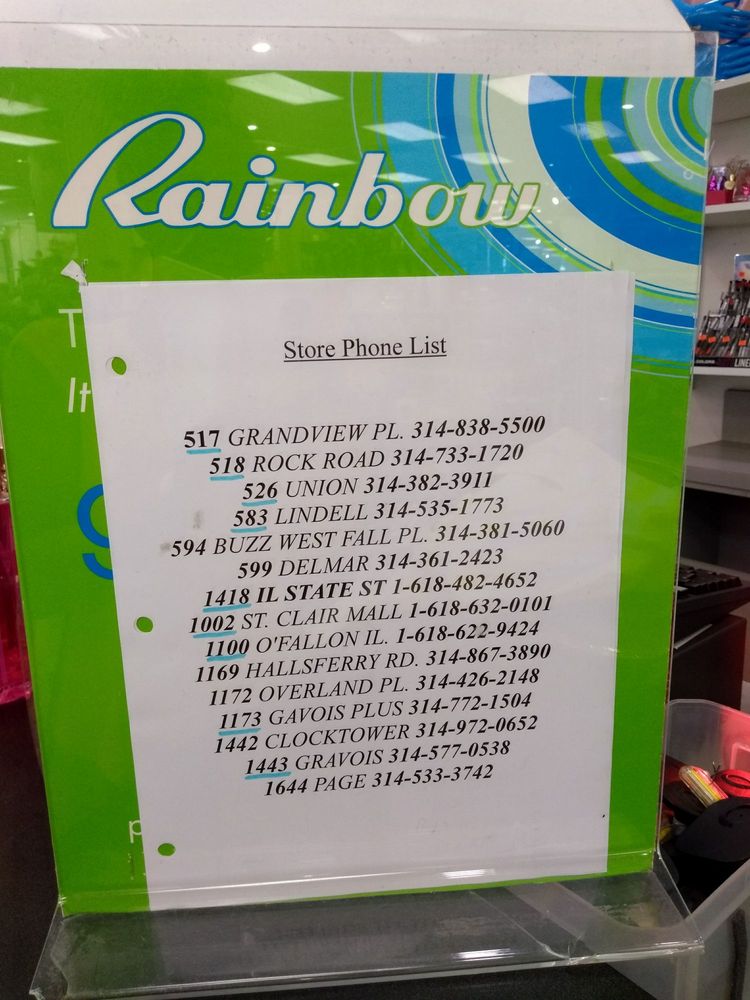 Rainbow
T
It
Store Phone List
517 GRANDVIEW PL. 314-838-5500
518 ROCK ROAD 314-733-1720
526 UNION 314-382-3911
583 LINDELL 314-535-1773
594 BUZZ WEST FALL PL. 314-381-5060
599 DELMAR 314-361-2423
1418 IL STATE ST 1-618-482-4652
1002 ST. CLAIR MALL 1-618-632-0101
1100 O'FALLON IL. 1-618-622-9424
1169 HALLSFERRY RD. 314-867-3890
1172 OVERLAND PL. 314-426-2148
1173 GAVOIS PLUS 314-772-1504
1442 CLOCKTOWER 314-972-0652
1443 GRAVOIS 314-577-0538
1644 PAGE 314-533-3742